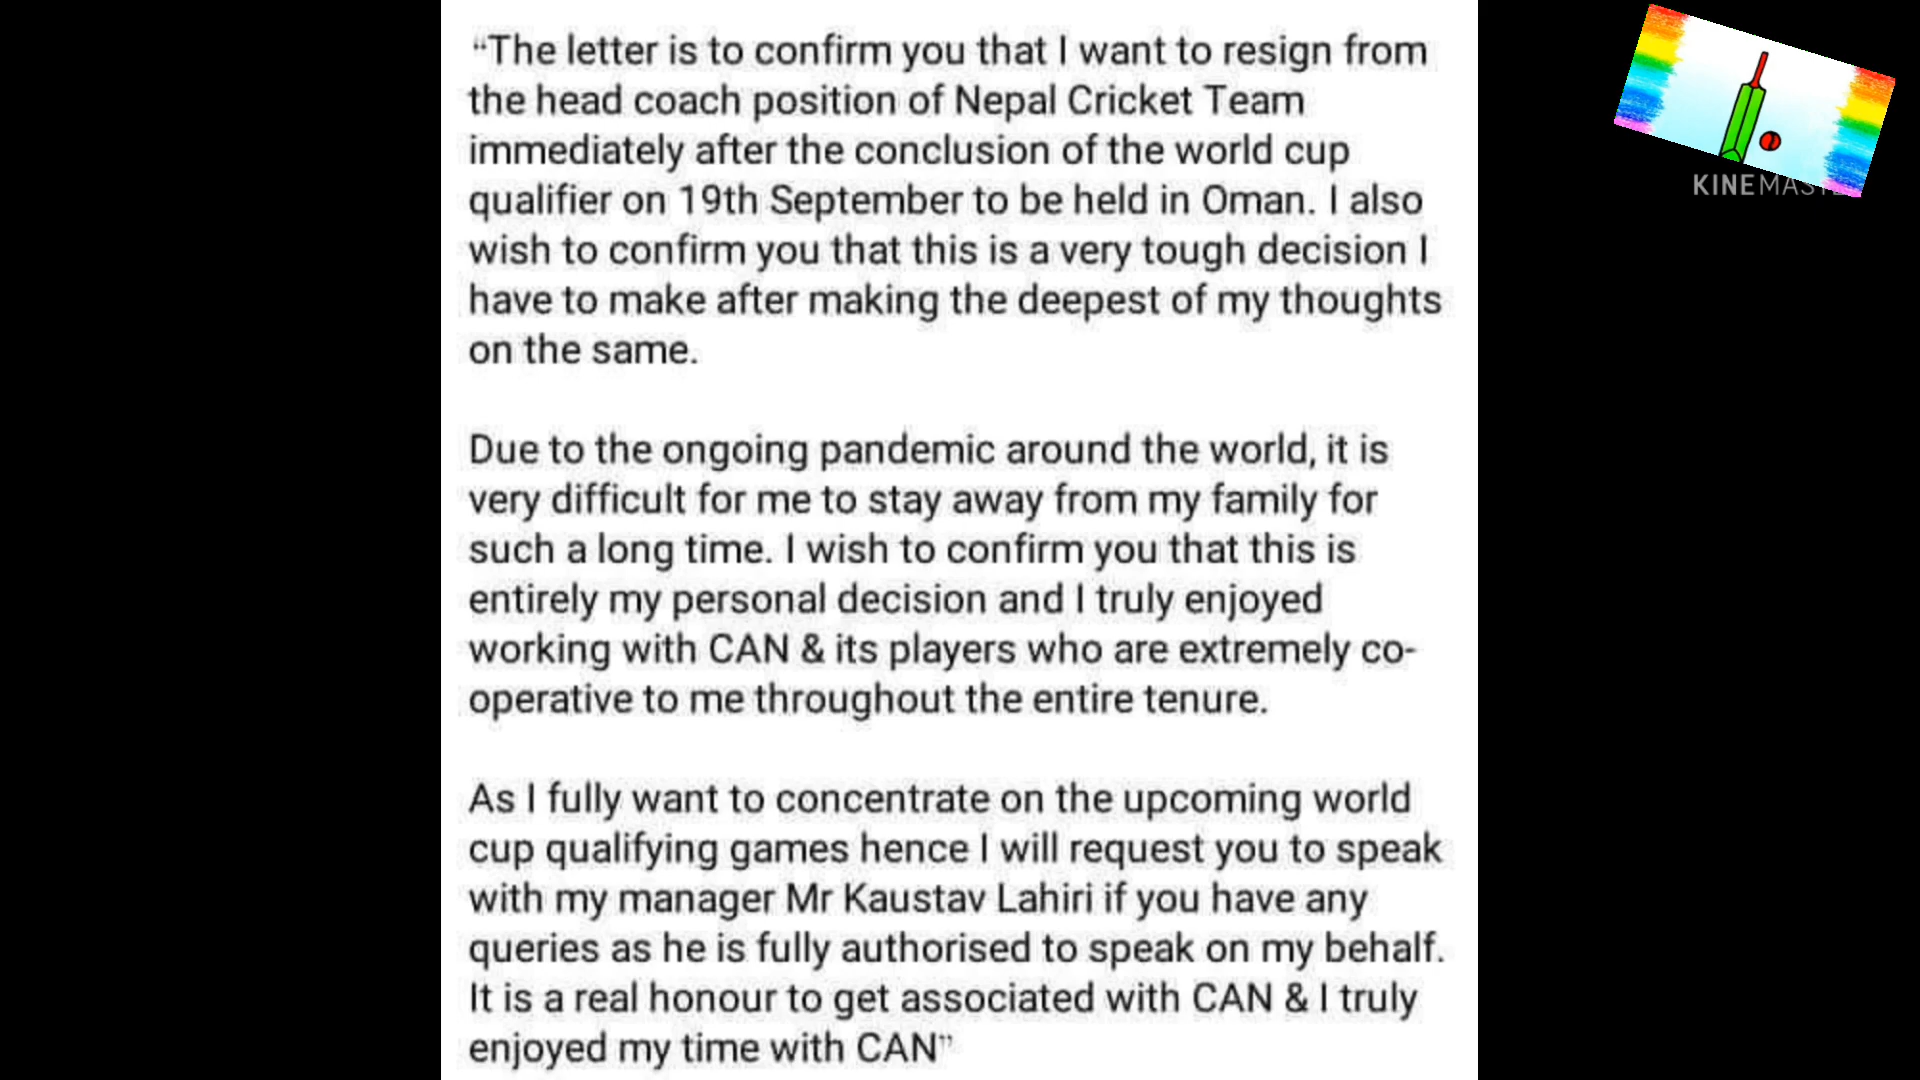 “The letter is to confirm you that I want to resign from
the head coach position of Nepal Cricket Team
immediately after the conclusion of the world cup
qualifier on 19th September to be held in Oman. I also
wish to confirm you that this is a very tough decision I
have to make after making the deepest of my thoughts
on the same.
Due to the ongoing pandemic around the world, it is
very difficult for me to stay away from my family for
such a long time. I wish to confirm you that this is
entirely my personal decision and I truly enjoyed
working with CAN & its players who are extremely co-
operative to me throughout the entire tenure.
As I fully want to concentrate on the upcoming world
cup qualifying games hence I will request you to speak
with my manager Mr Kaustav Lahiri if you have any
queries as he is fully authorised to speak on my behalf.
It is a real honour to get associated with CAN & I truly
enjoyed my time with CAN”